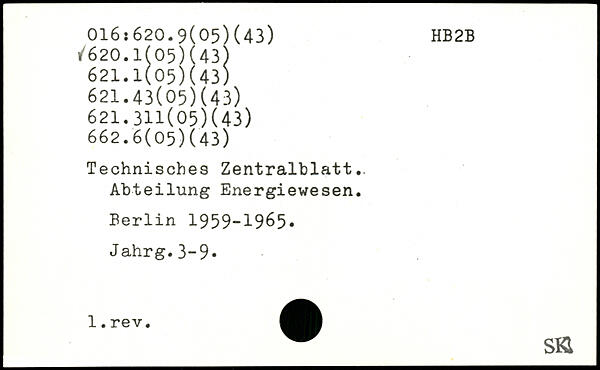 016:620.9(05)(43) HB2B
✓620.1(05)(43)
621.1(05)(43)
621.43(05)(43)
621.311(05)(43)
662.6(05)(43)
Technisches Zentralblatt.
Abteilung Energiewesen.
Berlin 1959-1965.
Jahrg.3-9.
1.rev.
SK